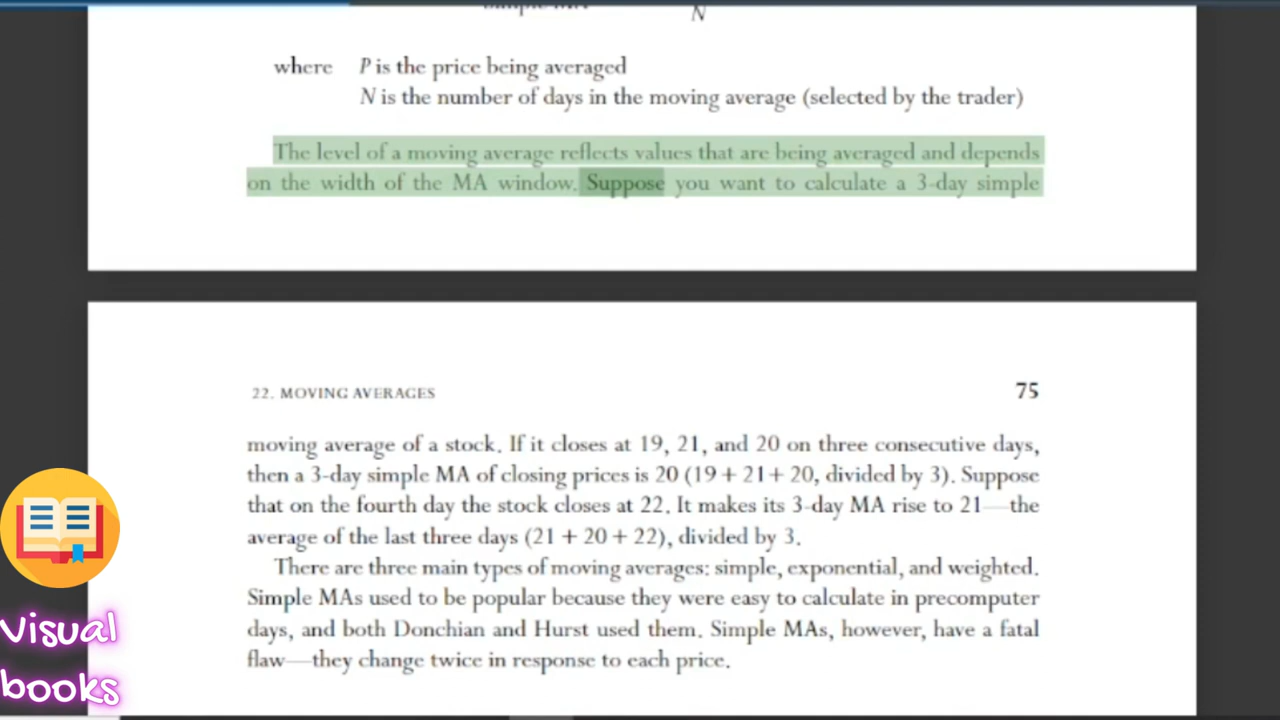 N
where P is the price being averaged
N is the number of days in the moving average (selected by the trader)
The level of a moving average reflects values that are being averaged and depends
on the width of the MA window. Suppose you want to calculate a 3-day simple
22. MOVING AVERAGES 75
moving average of a stock. If it closes at 19, 21, and 20 on three consecutive days,
then a 3-day simple MA of closing prices is 20 (19 + 21 + 20, divided by 3). Suppose
that on the fourth day the stock closes at 22. It makes its 3-day MA rise to 21—the
average of the last three days (21 + 20 + 22), divided by 3.
There are three main types of moving averages: simple, exponential, and weighted.
Simple MAs used to be popular because they were easy to calculate in precomputer
days, and both Donchian and Hurst used them. Simple MAs, however, have a fatal
flaw—they change twice in response to each price.
Visual
books